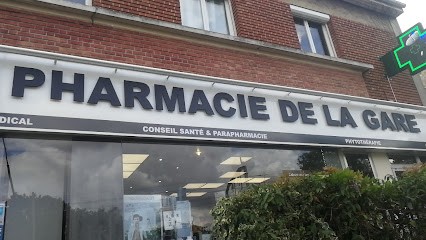 PHARMACIE DE LA GARE
DICAL CONSEIL SANTÉ & PARAPHARMACIE PHYTOTHÉRAPIE